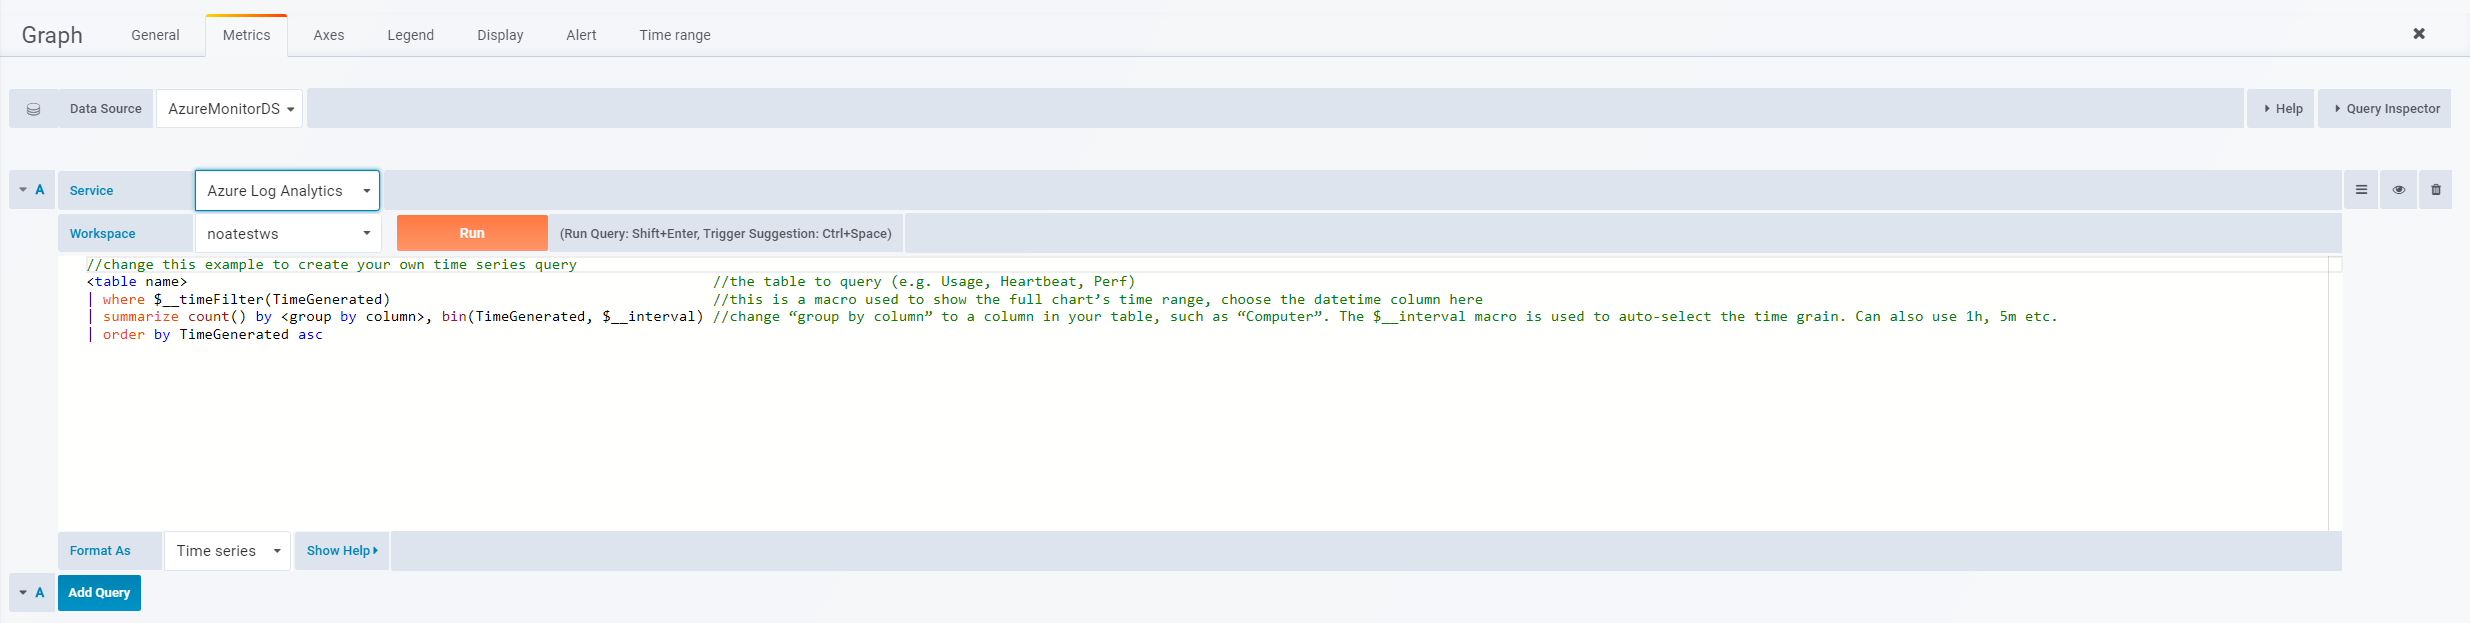 Graph General Metrics Axes Legend Display Alert Time range
Data Source AzureMonitorDS Help Query Inspector
A Service Azure Log Analytics
Workspace noatestws Run (Run Query: Shift+Enter, Trigger Suggestion: Ctrl+Space)
//change this example to create your own time series query
<table name> //the table to query (e.g. Usage, Heartbeat, Perf)
| where $__timeFilter(TimeGenerated) //this is a macro used to show the full chart’s time range, choose the datetime column here
| summarize count() by <group by column>, bin(TimeGenerated, $__interval) //change “group by column” to a column in your table, such as “Computer”. The $__interval macro is used to auto-select the time grain. Can also use 1h, 5m etc.
| order by TimeGenerated asc
Format As Time series Show Help
A Add Query